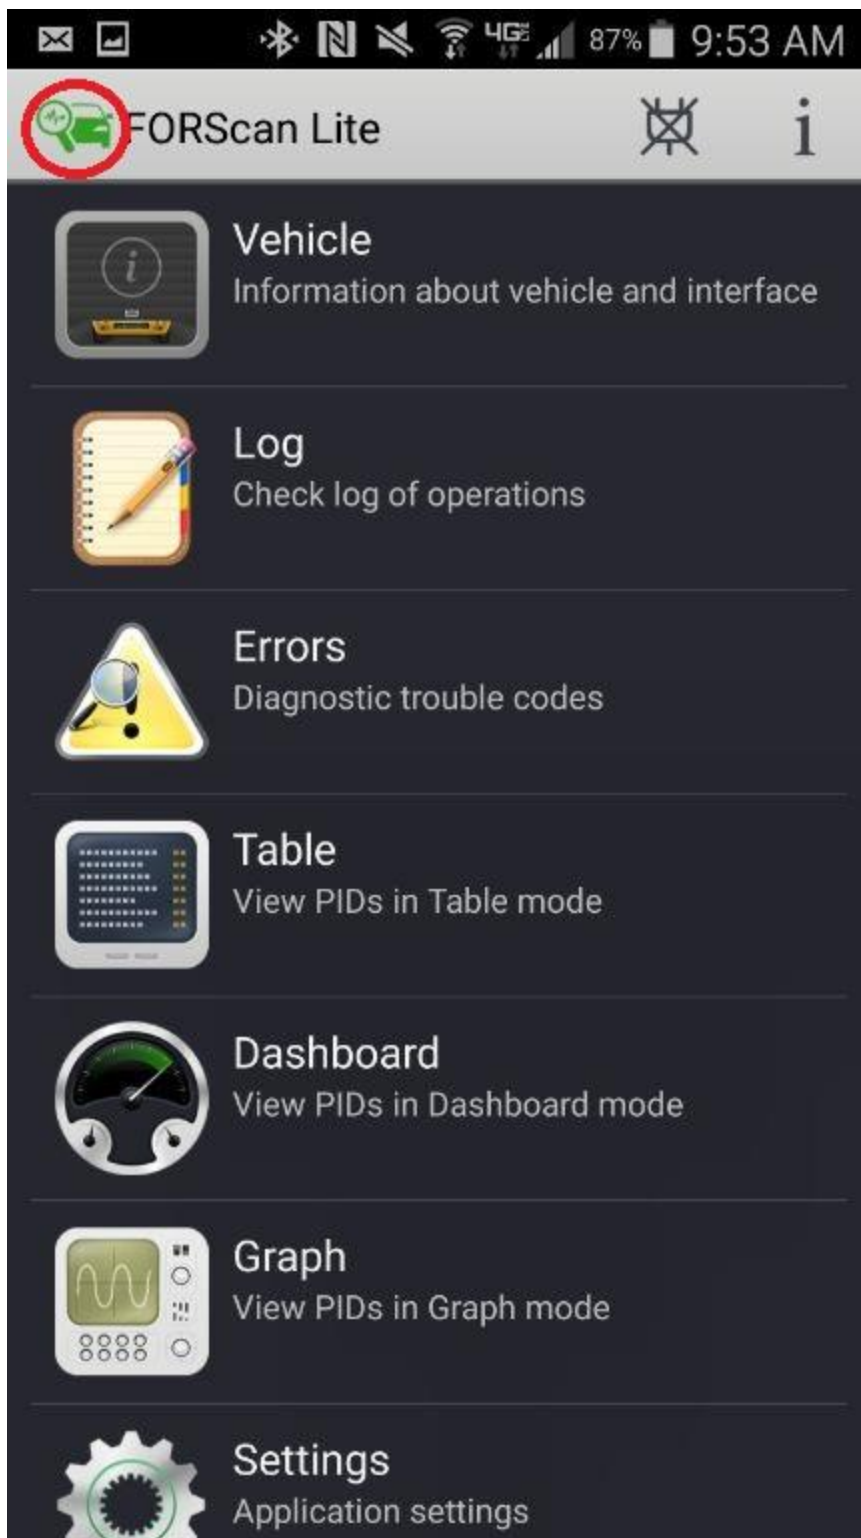 4GE 87% 9:53 AM
FORScan Lite
Vehicle
Information about vehicle and interface
Log
Check log of operations
Errors
Diagnostic trouble codes
Table
View PIDs in Table mode
Dashboard
View PIDs in Dashboard mode
Graph
View PIDs in Graph mode
Settings
Application settings